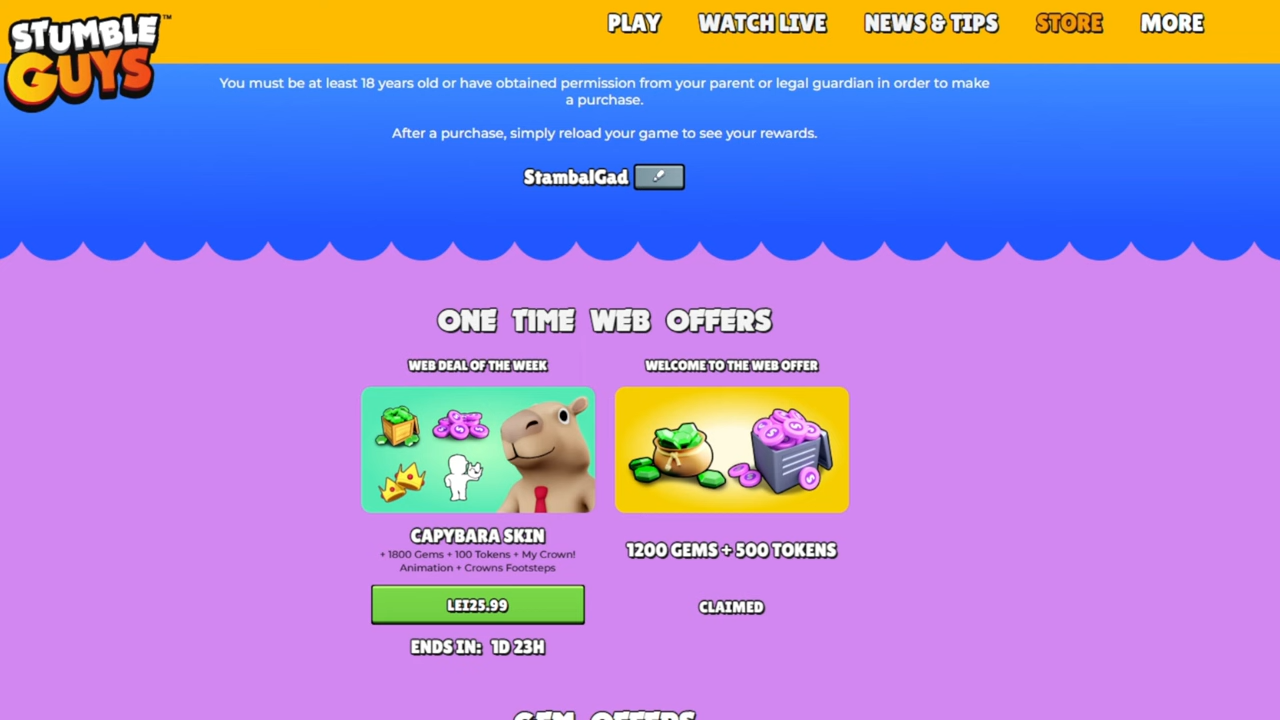 STUMBLE GUYS™
PLAY WATCH LIVE NEWS & TIPS STORE MORE
You must be at least 18 years old or have obtained permission from your parent or legal guardian in order to make
a purchase.
After a purchase, simply reload your game to see your rewards.
StambalGad
ONE TIME WEB OFFERS
WEB DEAL OF THE WEEK
CAPYBARA SKIN
+ 1800 Gems + 100 Tokens + My Crown!
Animation + Crowns Footsteps
LEI25.99
ENDS IN: 1D 23H
WELCOME TO THE WEB OFFER
1200 GEMS + 500 TOKENS
CLAIMED
GEM OFFERS